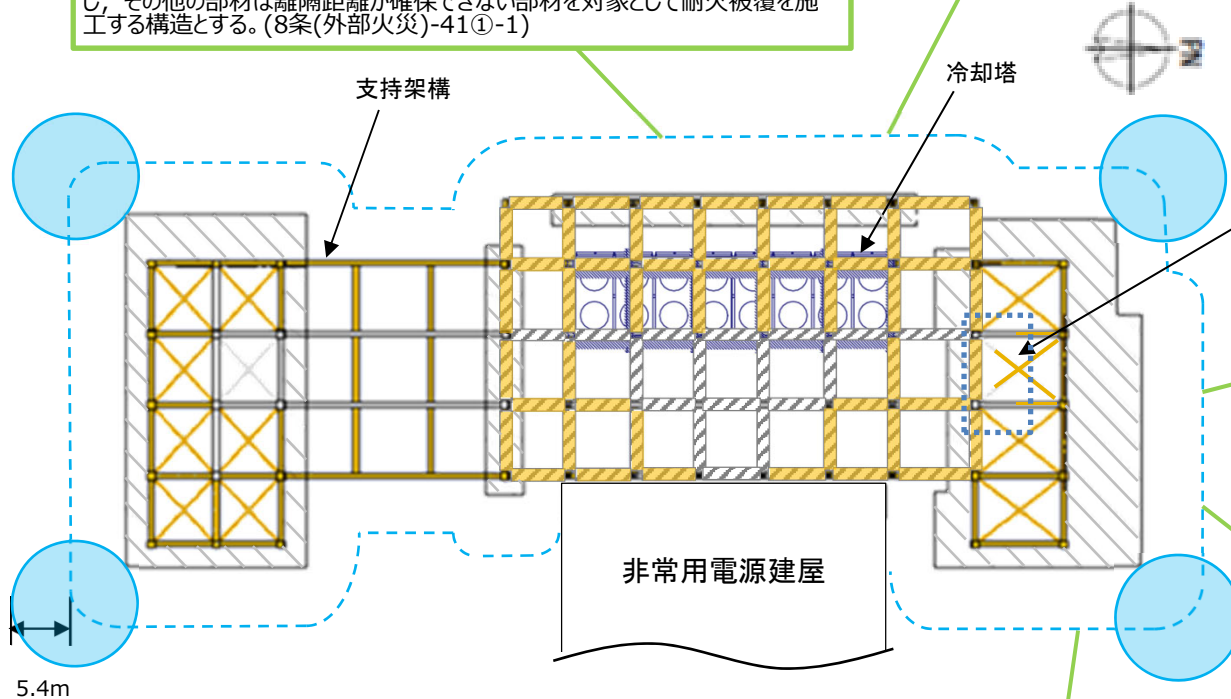 し，その他の部材は離隔距離が確保できない部材を対象として耐火被覆を施
工する構造とする。(8条(外部火災)-41①-1)
支持架構
冷却塔
非常用電源建屋
5.4m